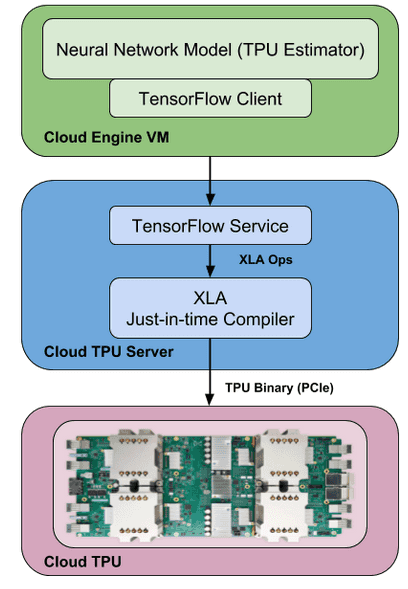 Neural Network Model (TPU Estimator)
TensorFlow Client
Cloud Engine VM
TensorFlow Service
XLA Ops
XLA
Just-in-time Compiler
Cloud TPU Server
TPU Binary (PCIe)
Cloud TPU